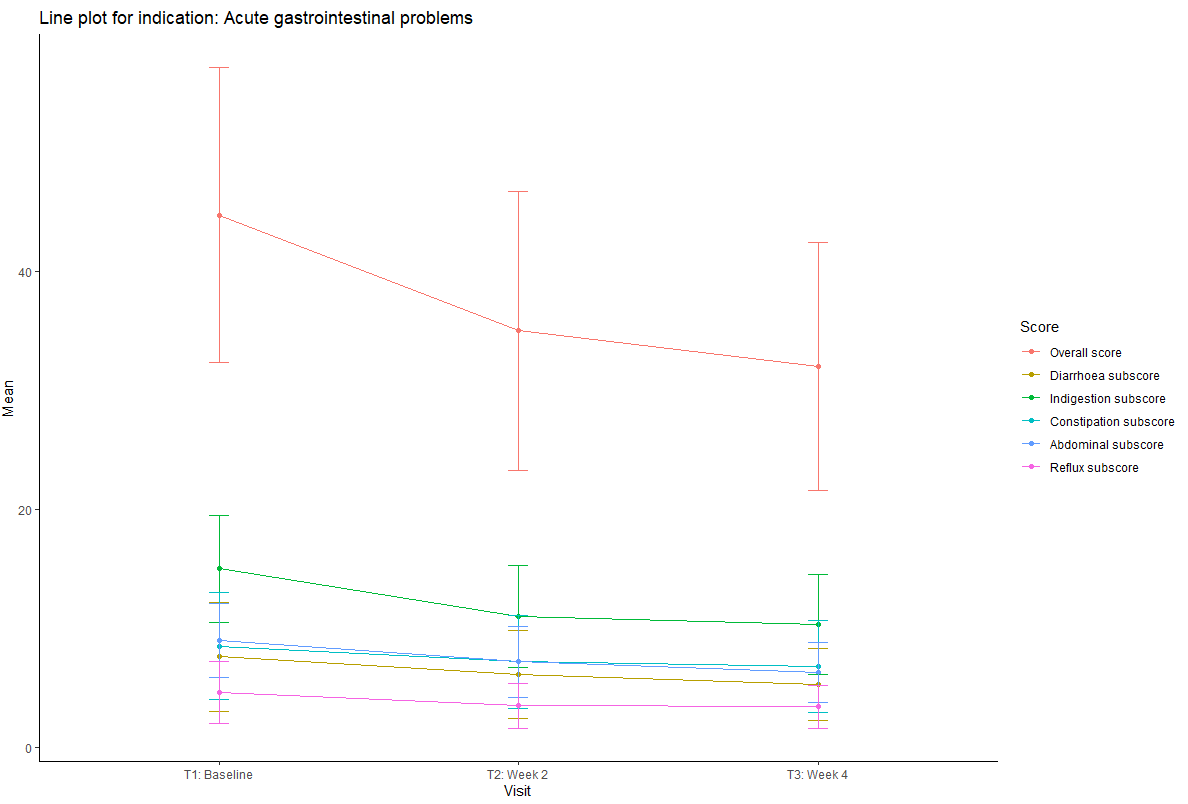 Line plot for indication: Acute gastrointestinal problems
Mean
40
20
0
T1: Baseline
T2: Week 2
T3: Week 4
Visit
Score
Overall score
Diarrhoea subscore
Indigestion subscore
Constipation subscore
Abdominal subscore
Reflux subscore